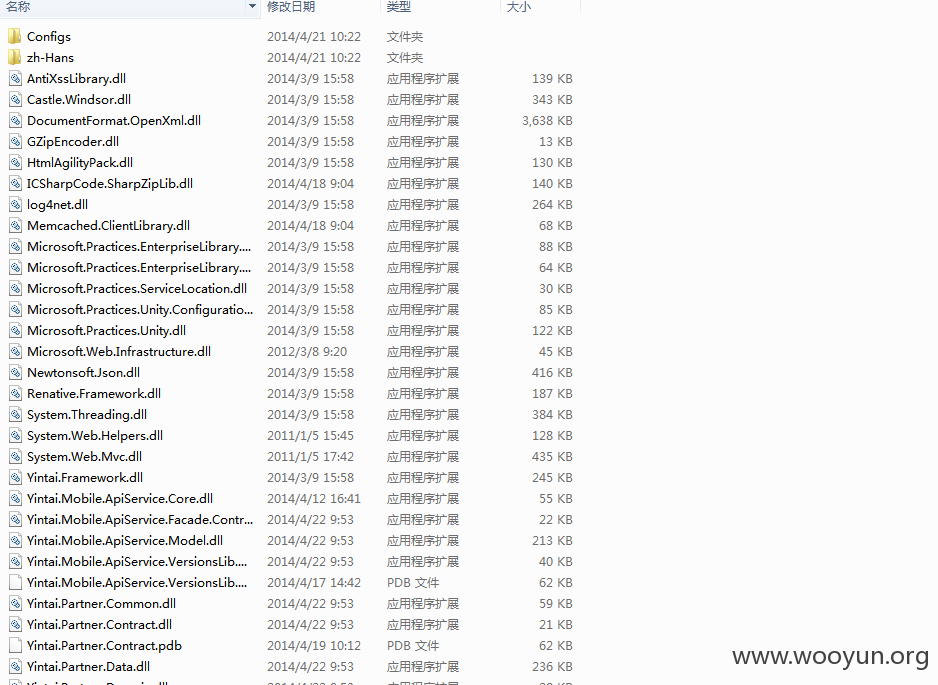 名称 修改日期 类型 大小
Configs 2014/4/21 10:22 文件夹
zh-Hans 2014/4/21 10:22 文件夹
AntiXssLibrary.dll 2014/3/9 15:58 应用程序扩展 139 KB
Castle.Windsor.dll 2014/3/9 15:58 应用程序扩展 343 KB
DocumentFormat.OpenXml.dll 2014/3/9 15:58 应用程序扩展 3,638 KB
GZipEncoder.dll 2014/3/9 15:58 应用程序扩展 13 KB
HtmlAgilityPack.dll 2014/3/9 15:58 应用程序扩展 130 KB
ICSharpCode.SharpZipLib.dll 2014/4/18 9:04 应用程序扩展 140 KB
log4net.dll 2014/3/9 15:58 应用程序扩展 264 KB
Memcached.ClientLibrary.dll 2014/4/18 9:04 应用程序扩展 68 KB
Microsoft.Practices.EnterpriseLibrary.... 2014/3/9 15:58 应用程序扩展 88 KB
Microsoft.Practices.EnterpriseLibrary.... 2014/3/9 15:58 应用程序扩展 64 KB
Microsoft.Practices.ServiceLocation.dll 2014/3/9 15:58 应用程序扩展 30 KB
Microsoft.Practices.Unity.Configuratio... 2014/3/9 15:58 应用程序扩展 85 KB
Microsoft.Practices.Unity.dll 2014/3/9 15:58 应用程序扩展 122 KB
Microsoft.Web.Infrastructure.dll 2012/3/8 9:20 应用程序扩展 45 KB
Newtonsoft.Json.dll 2014/3/9 15:58 应用程序扩展 416 KB
Renative.Framework.dll 2014/3/9 15:58 应用程序扩展 187 KB
System.Threading.dll 2014/3/9 15:58 应用程序扩展 384 KB
System.Web.Helpers.dll 2011/1/5 15:45 应用程序扩展 128 KB
System.Web.Mvc.dll 2011/1/5 17:42 应用程序扩展 435 KB
Yintai.Framework.dll 2014/3/9 15:58 应用程序扩展 245 KB
Yintai.Mobile.ApiService.Core.dll 2014/4/12 16:41 应用程序扩展 55 KB
Yintai.Mobile.ApiService.Facade.Contr... 2014/4/22 9:53 应用程序扩展 22 KB
Yintai.Mobile.ApiService.Model.dll 2014/4/22 9:53 应用程序扩展 213 KB
Yintai.Mobile.ApiService.VersionsLib.... 2014/4/22 9:53 应用程序扩展 40 KB
Yintai.Mobile.ApiService.VersionsLib.... 2014/4/17 14:42 PDB 文件 62 KB
Yintai.Partner.Common.dll 2014/4/22 9:53 应用程序扩展 59 KB
Yintai.Partner.Contract.dll 2014/4/22 9:53 应用程序扩展 21 KB
Yintai.Partner.Contract.pdb 2014/4/19 10:12 PDB 文件 62 KB
Yintai.Partner.Data.dll 2014/4/22 9:53 应用程序扩展 236 KB
www.wooyun.org